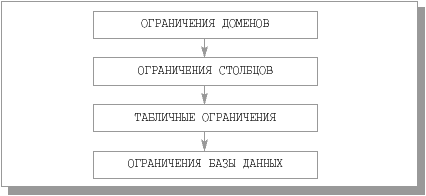 ОГРАНИЧЕНИЯ ДОМЕНОВ
ОГРАНИЧЕНИЯ СТОЛБЦОВ
ТАБЛИЧНЫЕ ОГРАНИЧЕНИЯ
ОГРАНИЧЕНИЯ БАЗЫ ДАННЫХ